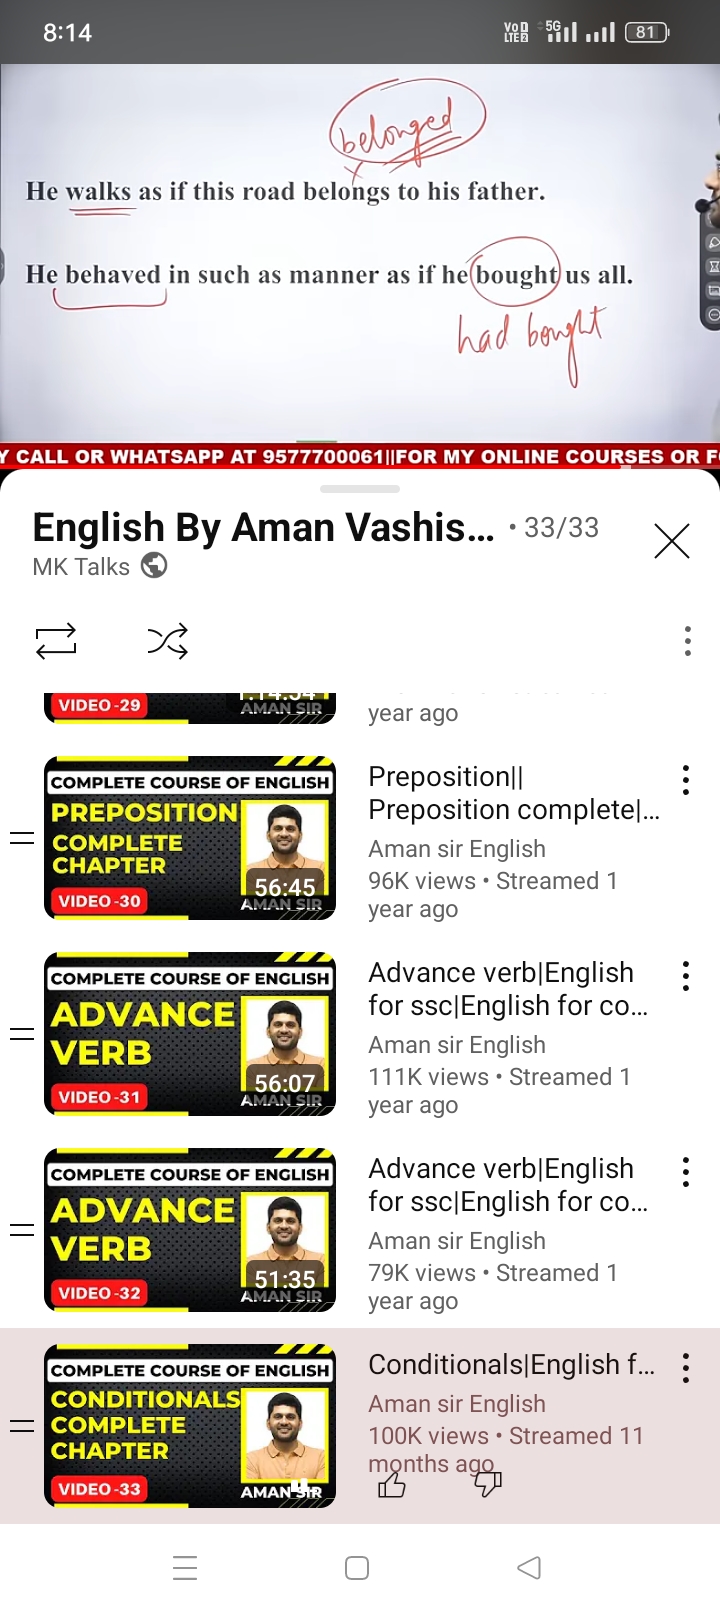 8:14
VoD LTE2 5G 81
belonged
He walks as if this road belongs to his father.
He behaved in such as manner as if he bought us all.
had bought
Y CALL OR WHATSAPP AT 9577700061||FOR MY ONLINE COURSES OR F
English By Aman Vashis... • 33/33
MK Talks
1:14:54
VIDEO-29
AMAN SIR
year ago
COMPLETE COURSE OF ENGLISH
PREPOSITION
COMPLETE
CHAPTER
56:45
VIDEO-30
AMAN SIR
Preposition||
Preposition complete|...
Aman sir English
96K views • Streamed 1
year ago
COMPLETE COURSE OF ENGLISH
ADVANCE
VERB
56:07
VIDEO-31
AMAN SIR
Advance verb|English
for ssc|English for co...
Aman sir English
111K views • Streamed 1
year ago
COMPLETE COURSE OF ENGLISH
ADVANCE
VERB
51:35
VIDEO-32
AMAN SIR
Advance verb|English
for ssc|English for co...
Aman sir English
79K views • Streamed 1
year ago
COMPLETE COURSE OF ENGLISH
CONDITIONALS
COMPLETE
CHAPTER
VIDEO-33
AMAN SIR
Conditionals|English f...
Aman sir English
100K views • Streamed 11
months ago